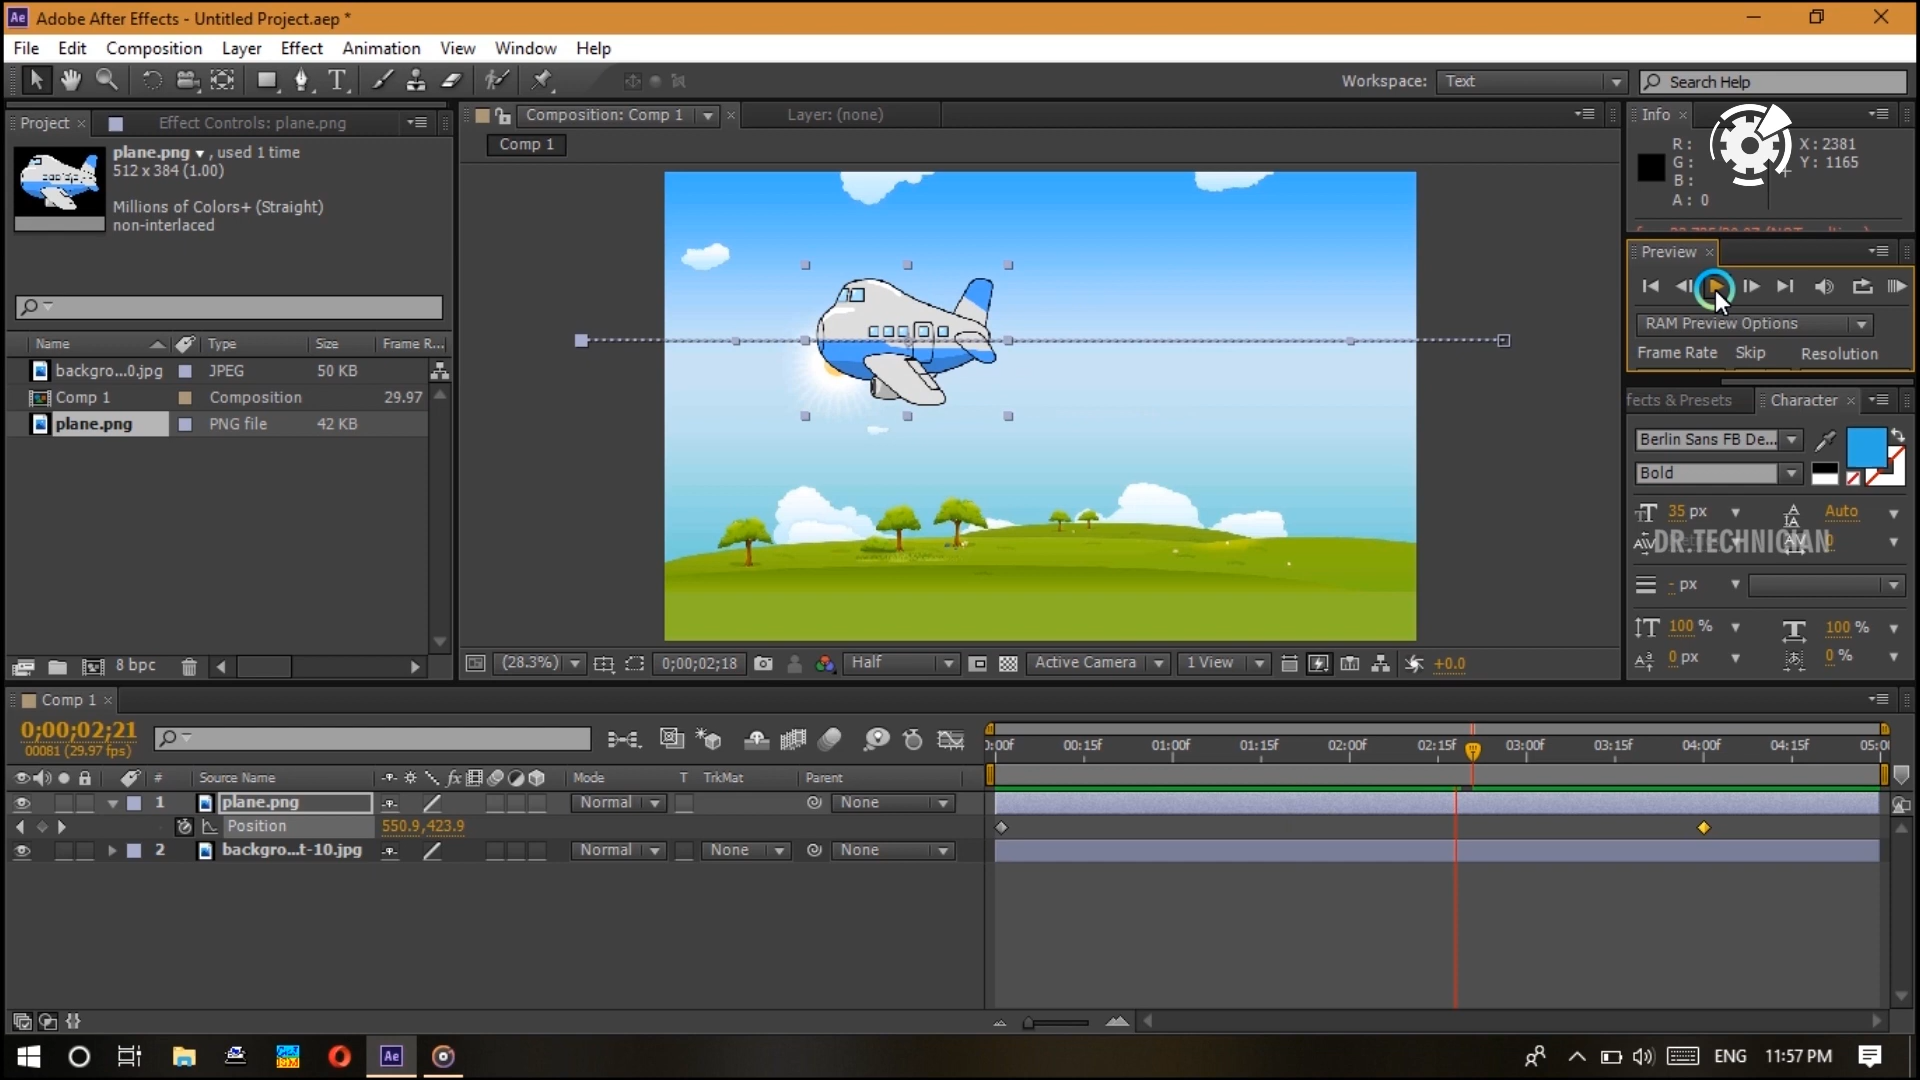 Ae Adobe After Effects - Untitled Project.aep *
File Edit Composition Layer Effect Animation View Window Help
Workspace: Text Search Help
Project × Effect Controls: plane.png
plane.png ▾ , used 1 time
512 x 384 (1.00)
Millions of Colors+ (Straight)
non-interlaced
Name Type Size Frame R...
backgro...0.jpg JPEG 50 KB
Comp 1 Composition 29.97
plane.png PNG file 42 KB
8 bpc
Composition: Comp 1 × Layer: (none)
Comp 1
(28.3%) 0;00;02;18 Half Active Camera 1 View +0.0
Info ×
R :
G :
B :
A : 0
X : 2381
Y : 1165
Preview ×
RAM Preview Options
Frame Rate Skip Resolution
fects & Presets Character ×
Berlin Sans FB De...
Bold
35 px Auto
DR.TECHNICIAN 0
- px
100 % 100 %
0 px 0 %
Comp 1 ×
0;00;02;21
00081 (29.97 fps)
):00f 00:15f 01:00f 01:15f 02:00f 02:15f 03:00f 03:15f 04:00f 04:15f 05:0
# Source Name fx Mode T TrkMat Parent
1 plane.png Normal None
Position 550.9,423.9
2 backgro...t-10.jpg Normal None None
Ae ENG 11:57 PM